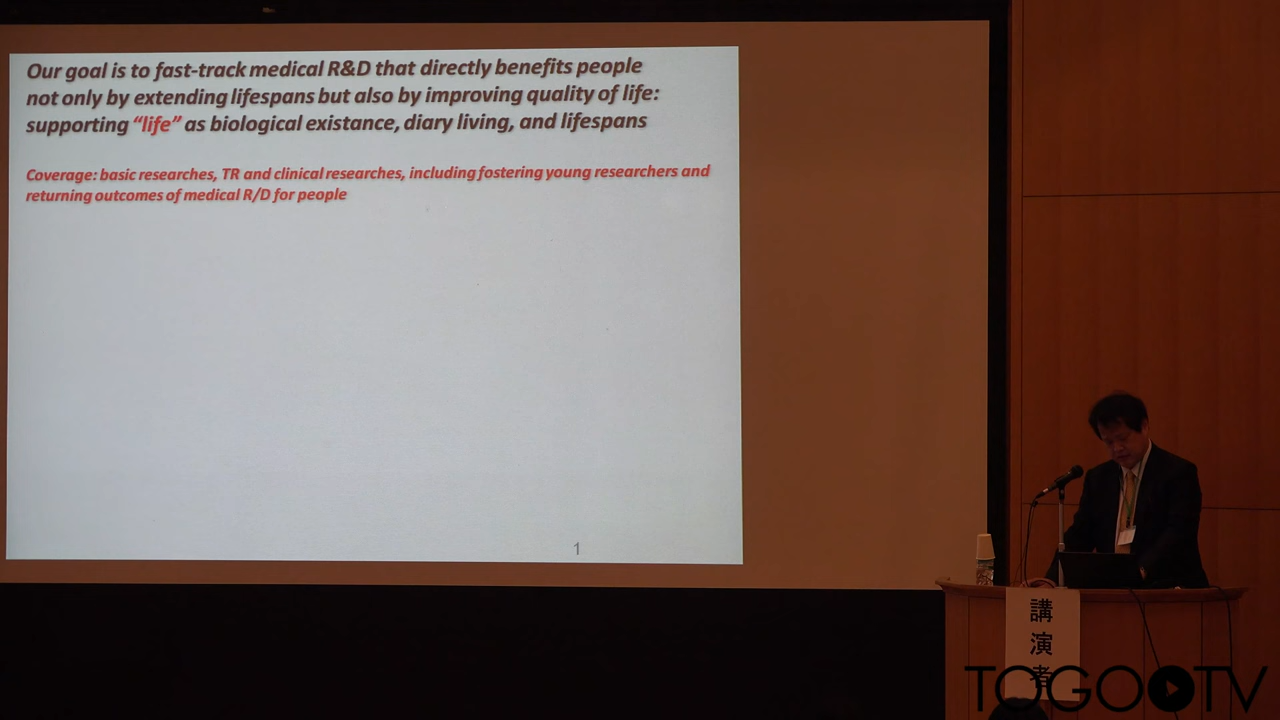 Our goal is to fast-track medical R&D that directly benefits people
not only by extending lifespans but also by improving quality of life:
supporting “life” as biological existance, diary living, and lifespans
Coverage: basic researches, TR and clinical researches, including fostering young researchers and
returning outcomes of medical R/D for people
1
講
演
者
TOGOTV